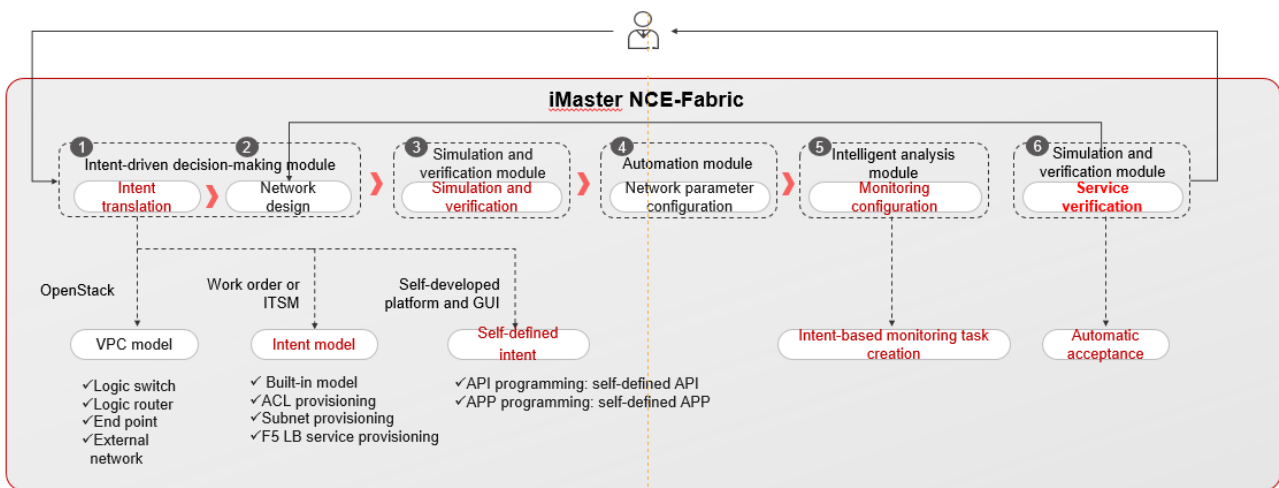 iMaster NCE-Fabric
1
Intent-driven decision-making module
Intent
translation
2
Network
design
3
Simulation and
verification module
Simulation and
verification
4
Automation module
Network parameter
configuration
5
Intelligent analysis
module
Monitoring
configuration
6
Simulation and
verification module
Service
verification
OpenStack
VPC model
✓Logic switch
✓Logic router
✓End point
✓External
network
Work order or
ITSM
Intent model
✓ Built-in model
✓ACL provisioning
✓Subnet provisioning
✓F5 LB service provisioning
Self-developed
platform and GUI
Self-defined
intent
✓API programming: self-defined API
✓APP programming: self-defined APP
Intent-based monitoring task
creation
Automatic
acceptance